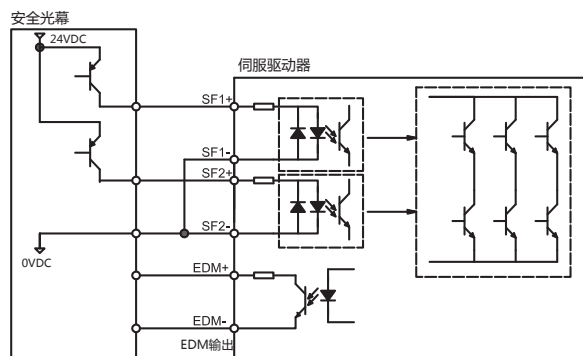 安全光幕
24VDC
伺服驱动器
SF1+
SF1-
SF2+
SF2-
0VDC
EDM+
EDM-
EDM输出